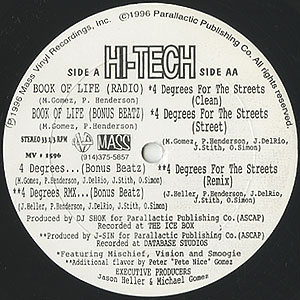 ©1996 Mass Vinyl Recordings, Inc. ©1996 Parallactic Publishing Co.
All rights reserved.
HI-TECH
SIDE A
SIDE AA
BOOK OF LIFE (RADIO)
(M.Gomez, P.Henderson)
BOOK OF LIFE (BONUS BEATZ)
(M.Gomez, P. Henderson)
STEREO 33 1/3 RPM
MV - 1596
MASS
(914)375-5657
4 Degrees...(Bonus Beatz)
(M.Gomez, P.Henderson, J.DelRio, J.Stith, O.Simon)
**4 Degrees RMX...(Bonus Beatz)
(J.Heller, P.Henderson, J.DelRio, J.Stith, O.Simon)
*4 Degrees For The Streets
(Clean)
*4 Degrees For The Streets
(Street)
(M.Gomez, P.Henderson, J.DelRio,
J.Stith, O.Simon)
**4 Degrees For The Streets
(Remix)
(J.Heller, P.Henderson, J.DelRio,
J.Stith, O.Simon)
Produced by DJ SHOK for Parallactic Publishing Co.(ASCAP)
Recorded at THE ICE BOX
**Produced by J-SIN for Parallactic Publishing Co.(ASCAP)
Recorded at DATABASE STUDIOS
*Featuring Mischief, Vision and Smoogie
**Additional flavor by Peter "Pete Nice" Gomez
EXECUTIVE PRODUCERS
Jason Heller & Michael Gomez